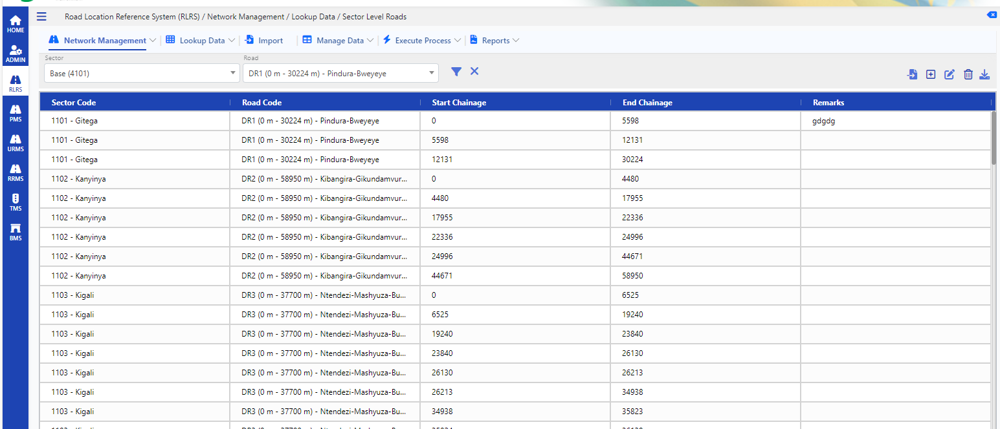 Road Location Reference System (RLRS) / Network Management / Lookup Data / Sector Level Roads
HOME
ADMIN
RLRS
PMS
URMS
RRMS
TMS
BMS
Network Management Lookup Data Import Manage Data Execute Process Reports
Sector Road
Base (4101) DR1 (0 m - 30224 m) - Pindura-Bweyeye
Sector Code Road Code Start Chainage End Chainage Remarks
1101 - Gitega DR1 (0 m - 30224 m) - Pindura-Bweyeye 0 5598 gdgdg
1101 - Gitega DR1 (0 m - 30224 m) - Pindura-Bweyeye 5598 12131
1101 - Gitega DR1 (0 m - 30224 m) - Pindura-Bweyeye 12131 30224
1102 - Kanyinya DR2 (0 m - 58950 m) - Kibangira-Gikundamvur... 0 4480
1102 - Kanyinya DR2 (0 m - 58950 m) - Kibangira-Gikundamvur... 4480 17955
1102 - Kanyinya DR2 (0 m - 58950 m) - Kibangira-Gikundamvur... 17955 22336
1102 - Kanyinya DR2 (0 m - 58950 m) - Kibangira-Gikundamvur... 22336 24996
1102 - Kanyinya DR2 (0 m - 58950 m) - Kibangira-Gikundamvur... 24996 44671
1102 - Kanyinya DR2 (0 m - 58950 m) - Kibangira-Gikundamvur... 44671 58950
1103 - Kigali DR3 (0 m - 37700 m) - Ntendezi-Mashyuza-Bu... 0 6525
1103 - Kigali DR3 (0 m - 37700 m) - Ntendezi-Mashyuza-Bu... 6525 19240
1103 - Kigali DR3 (0 m - 37700 m) - Ntendezi-Mashyuza-Bu... 19240 23840
1103 - Kigali DR3 (0 m - 37700 m) - Ntendezi-Mashyuza-Bu... 23840 26130
1103 - Kigali DR3 (0 m - 37700 m) - Ntendezi-Mashyuza-Bu... 26130 26213
1103 - Kigali DR3 (0 m - 37700 m) - Ntendezi-Mashyuza-Bu... 26213 34938
1103 - Kigali DR3 (0 m - 37700 m) - Ntendezi-Mashyuza-Bu... 34938 35823